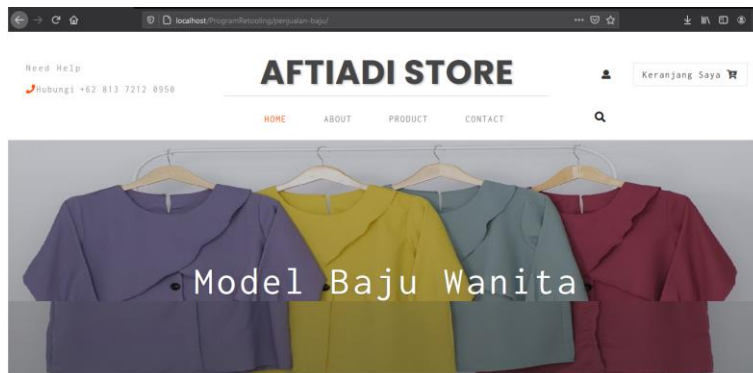 localhost/ProgramRetooling/penjualan-baju/
Need Help
Hubungi +62 813 7212 0950
AFTIADI STORE
Keranjang Saya
HOME ABOUT PRODUCT CONTACT
Model Baju Wanita